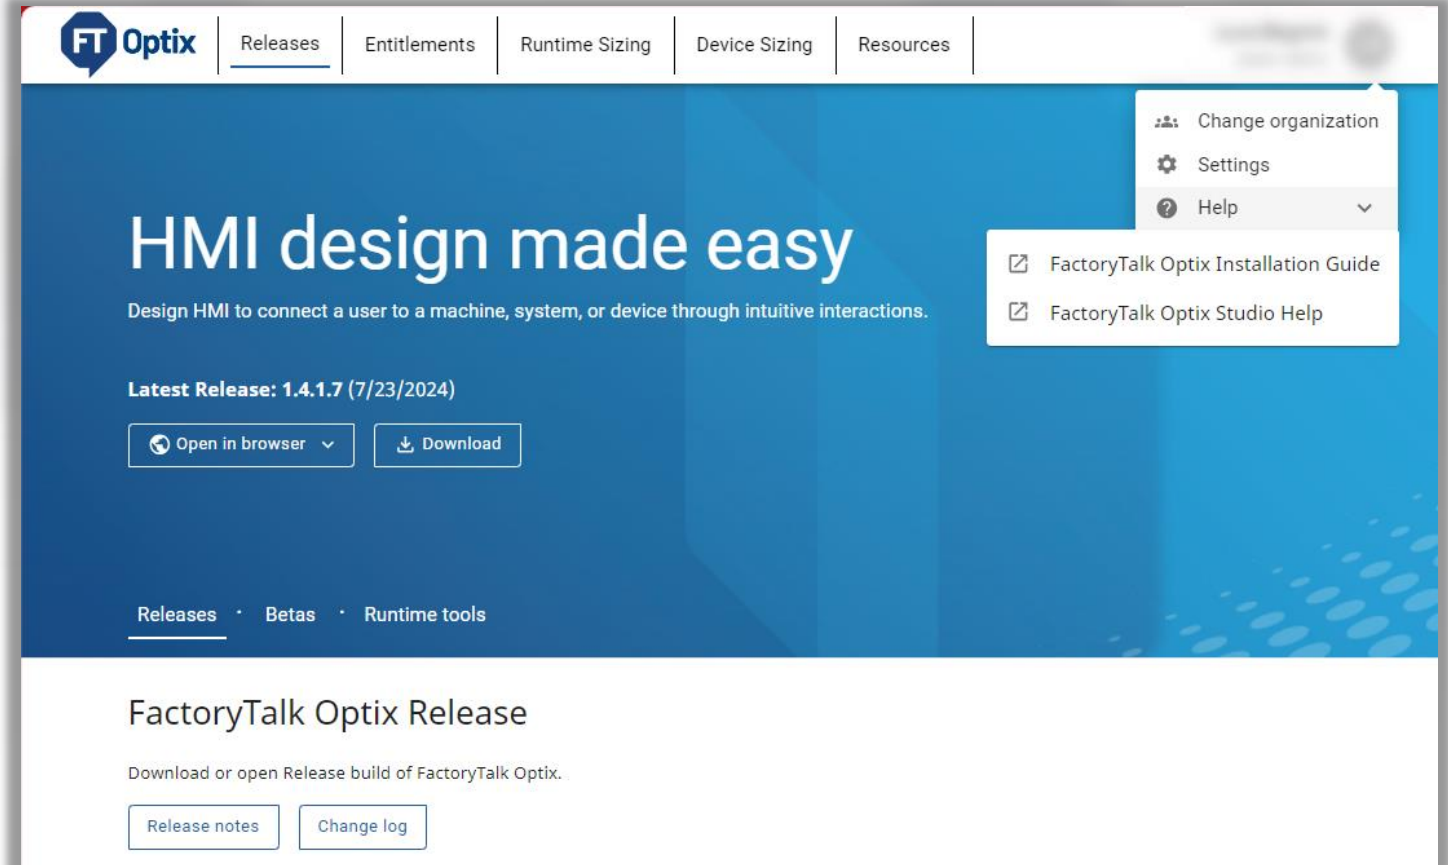 FT Optix
Releases
Entitlements
Runtime Sizing
Device Sizing
Resources
Change organization
Settings
Help
FactoryTalk Optix Installation Guide
FactoryTalk Optix Studio Help
HMI design made easy
Design HMI to connect a user to a machine, system, or device through intuitive interactions.
Latest Release: 1.4.1.7 (7/23/2024)
Open in browser
Download
Releases · Betas · Runtime tools
FactoryTalk Optix Release
Download or open Release build of FactoryTalk Optix.
Release notes
Change log